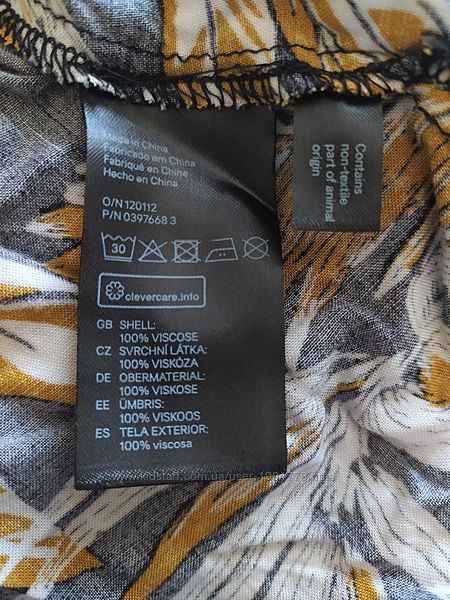 Made in China
Fabricado em China
Fabriqué en Chine
Hecho en China
O/N 120112
P/N 0397668 3
30
clevercare.info
GB SHELL:
100% VISCOSE
CZ SVRCHNÍ LÁTKA:
100% VISKÓZA
DE OBERMATERIAL:
100% VISKOSE
EE ÜMBRIS:
100% VISKOOS
ES TELA EXTERIOR:
100% viscosa
Contains
non-textile
part of animal
origin